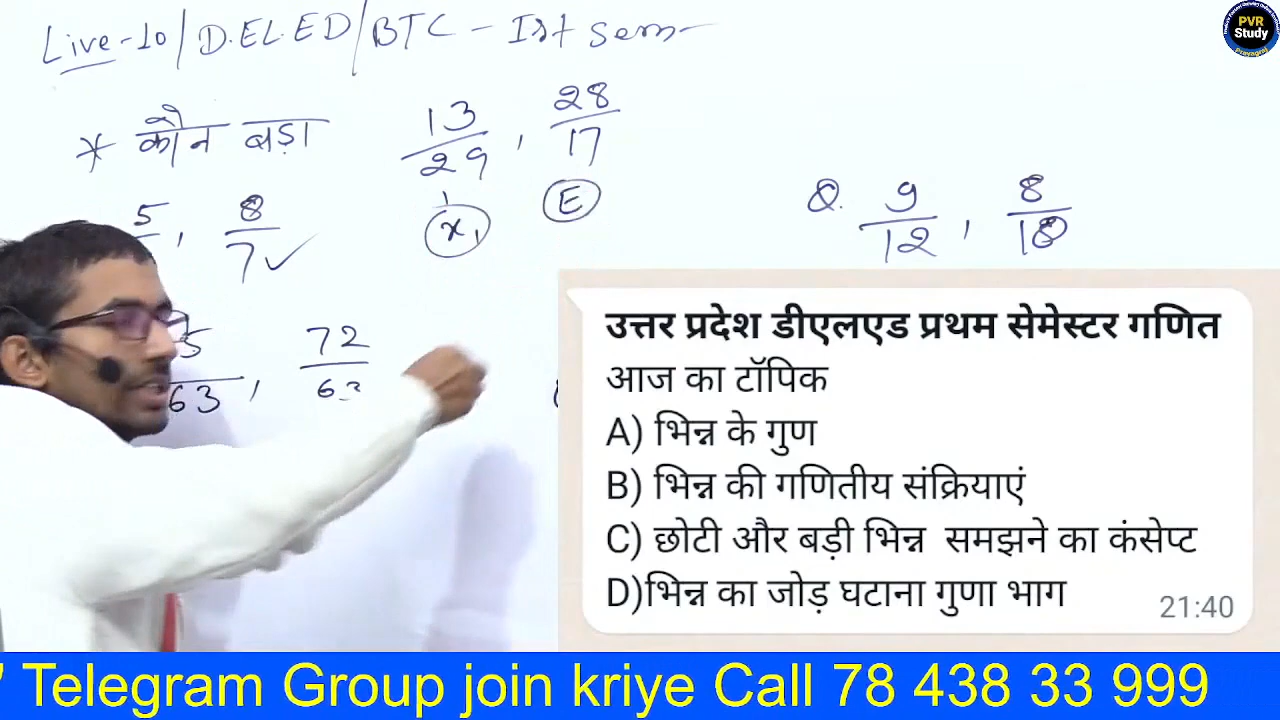 Live-10/D.EL.ED/BTC - Ist Sem
* कौन बड़ा 13/29, 28/17
x, E
5, 8/7 ✓
Q. 9/12, 8/18
5/63, 72/63
उत्तर प्रदेश डीएलएड प्रथम सेमेस्टर गणित
आज का टॉपिक
A) भिन्न के गुण
B) भिन्न की गणितीय संक्रियाएं
C) छोटी और बड़ी भिन्न समझने का कंसेप्ट
D)भिन्न का जोड़ घटाना गुणा भाग
21:40
Telegram Group join kriye Call 78 438 33 999
PVR
Study
Prayagraj